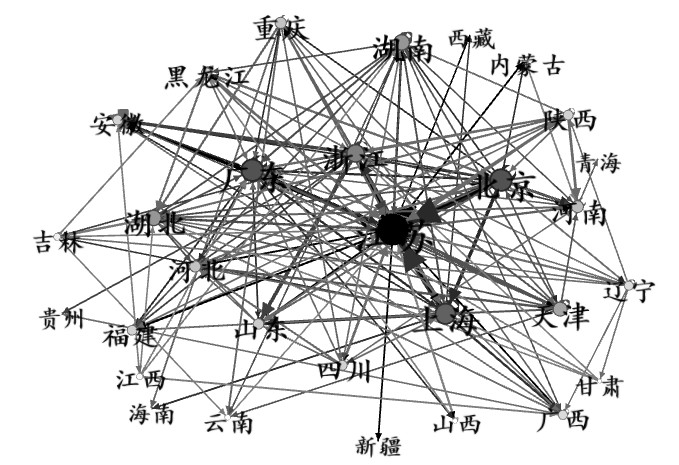 重庆
湖南
西藏
内蒙古
黑龙江
安徽
陕西
浙江
青海
广东
北京
河南
湖北
江苏
吉林
河北
辽宁
贵州
福建
山东
上海
天津
四川
江西
甘肃
海南
云南
山西
广西
新疆